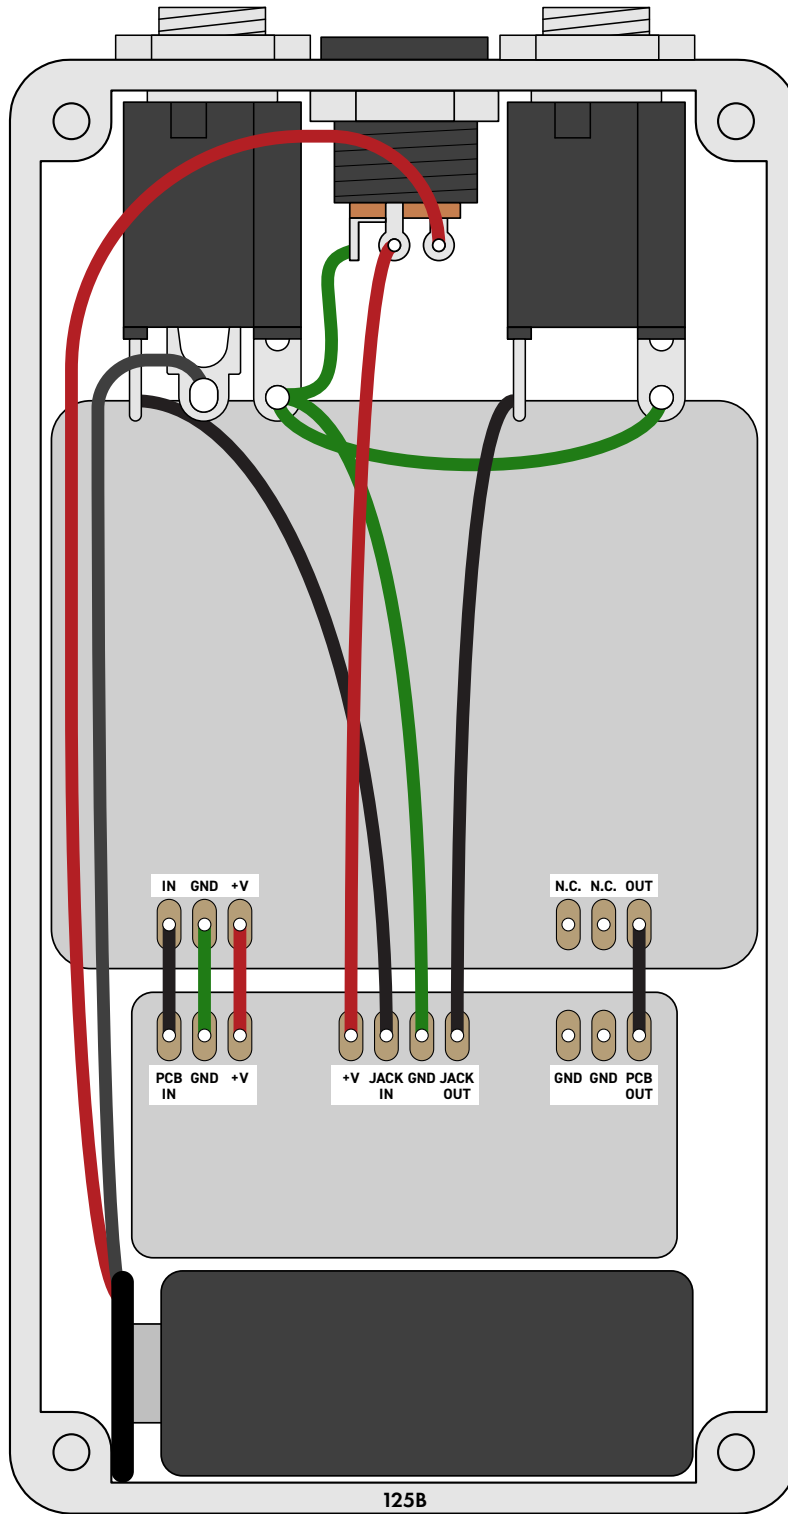 IN GND +V
N.C. N.C. OUT
PCB IN GND +V
+V JACK IN GND JACK OUT
GND GND PCB OUT
125B